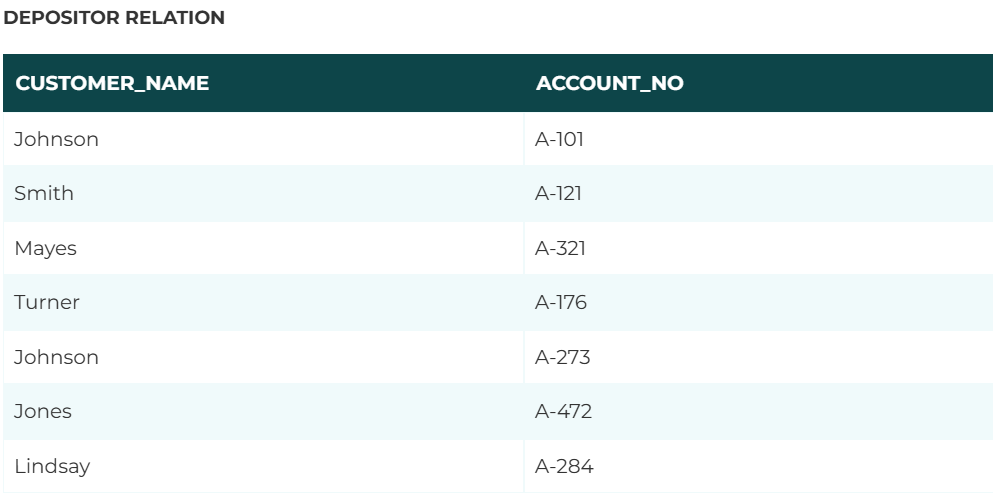 DEPOSITOR RELATION
CUSTOMER_NAME ACCOUNT_NO
Johnson A-101
Smith A-121
Mayes A-321
Turner A-176
Johnson A-273
Jones A-472
Lindsay A-284